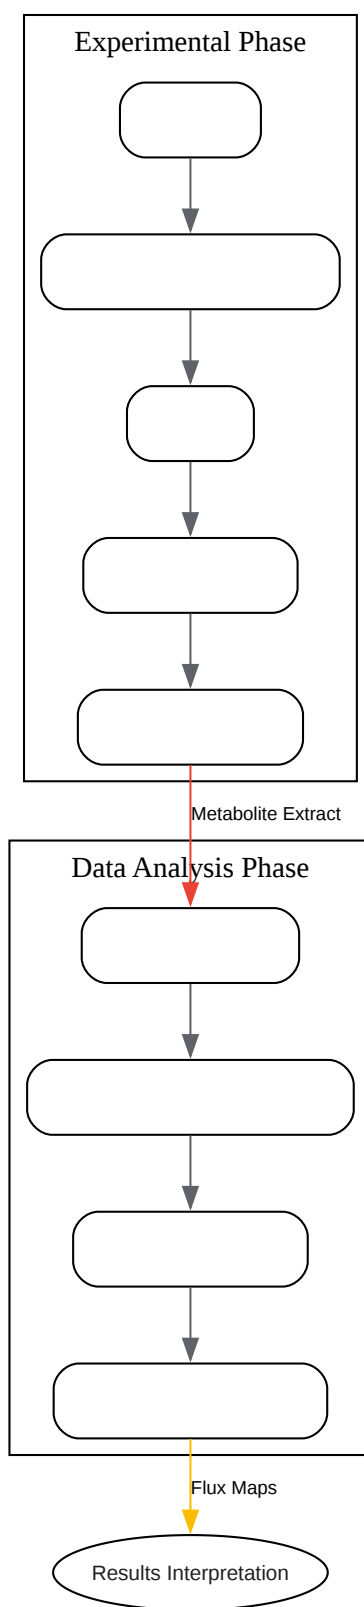 Experimental Phase
Metabolite Extract
Data Analysis Phase
Flux Maps
Results Interpretation